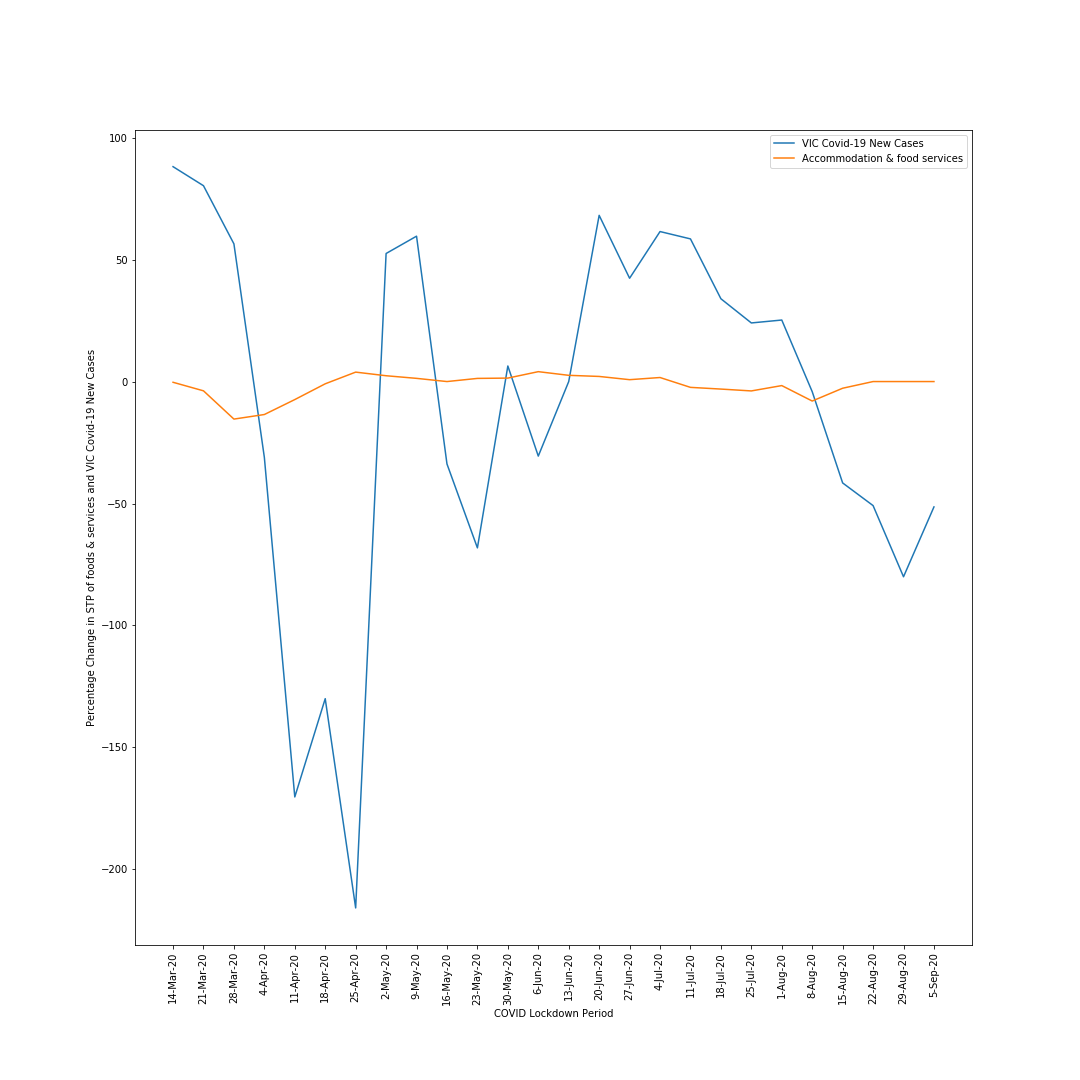 VIC Covid-19 New Cases
Accommodation & food services
100
50
0
−50
−100
−150
−200
Percentage Change in STP of foods & services and VIC Covid-19 New Cases
14-Mar-20
21-Mar-20
28-Mar-20
4-Apr-20
11-Apr-20
18-Apr-20
25-Apr-20
2-May-20
9-May-20
16-May-20
23-May-20
30-May-20
6-Jun-20
13-Jun-20
20-Jun-20
27-Jun-20
4-Jul-20
11-Jul-20
18-Jul-20
25-Jul-20
1-Aug-20
8-Aug-20
15-Aug-20
22-Aug-20
29-Aug-20
5-Sep-20
COVID Lockdown Period